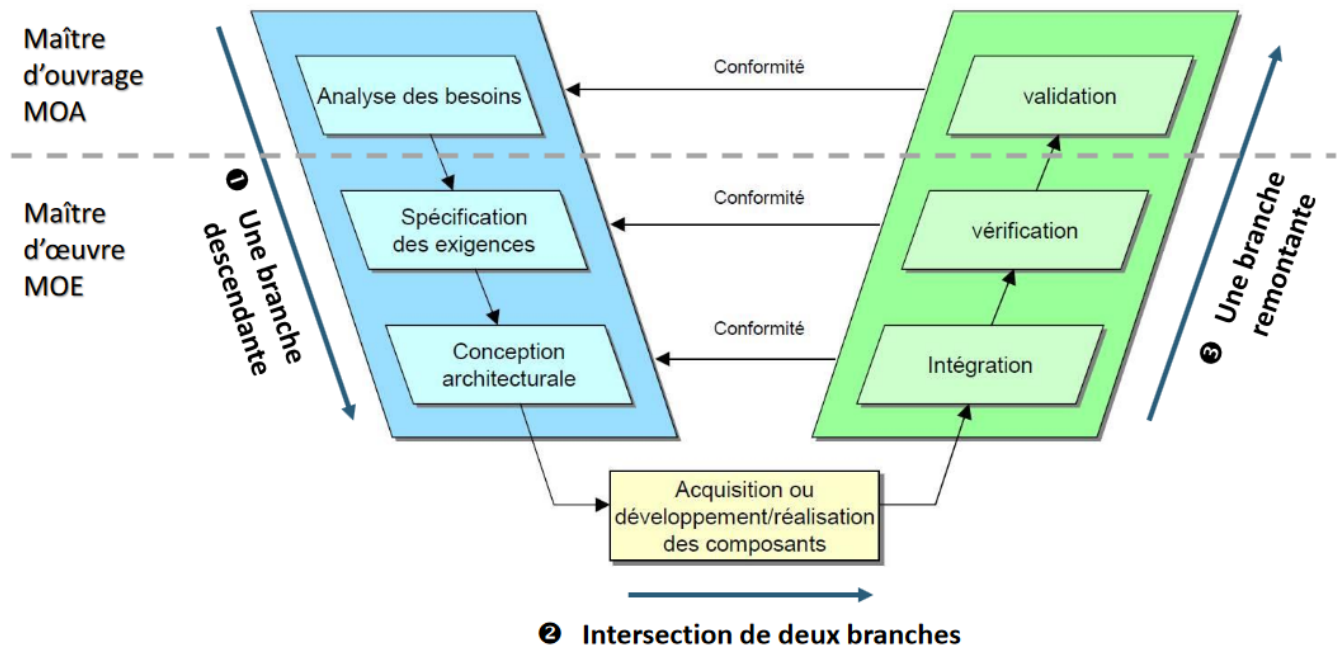 Maître
d'ouvrage
MOA
Analyse des besoins
Conformité
validation
Maître
d'œuvre
MOE
❶ Une branche
descendante
Spécification
des exigences
Conformité
vérification
Conception
architecturale
Conformité
Intégration
❸ Une branche
remontante
Acquisition ou
développement/réalisation
des composants
❷ Intersection de deux branches